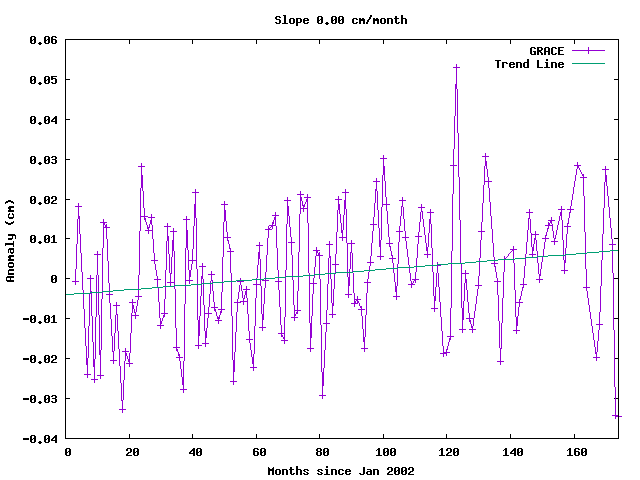 Slope 0.00 cm/month
GRACE
Trend Line
0.06
0.05
0.04
0.03
0.02
0.01
0
-0.01
-0.02
-0.03
-0.04
Anomaly (cm)
0 20 40 60 80 100 120 140 160
Months since Jan 2002